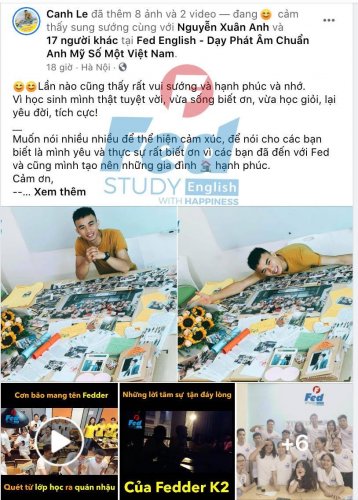 Canh Le đã thêm 8 ảnh và 2 video — đang 😊 cảm
thấy sung sướng cùng với Nguyễn Xuân Anh và
17 người khác tại Fed English - Dạy Phát Âm Chuẩn
Anh Mỹ Số Một Việt Nam.
18 giờ · Hà Nội ·
😊😊Lần nào cũng thấy rất vui sướng và hạnh phúc và nhớ.
Vì học sinh mình thật tuyệt vời, vừa sống biết ơn, vừa học giỏi, lại
yêu đời, tích cực!
__
Muốn nói nhiều nhiều để thể hiện cảm xúc, để nói cho các bạn
biết là mình yêu và thực sự rất biết ơn vì các bạn đã đến với Fed
và cũng mình tạo nên những gia đình 🏠 hạnh phúc.
Cảm ơn,
--... Xem thêm
Fed
STUDY English
WITH HAPPINESS
Cơn bão mang tên Fedder
Quét từ lớp học ra quán nhậu
Những lời tâm sự tận đáy lòng
Của Fedder K2
Fed
+6